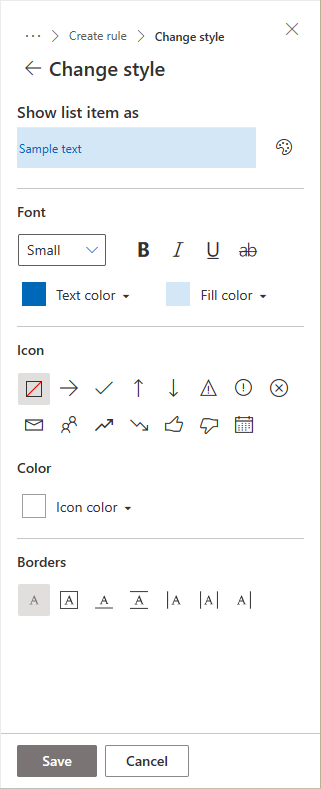 ··· > Create rule > Change style
Change style
Show list item as
Sample text
Font
Small B I U ab
Text color Fill color
Icon
Color
Icon color
Borders
A A A A A A A
Save Cancel